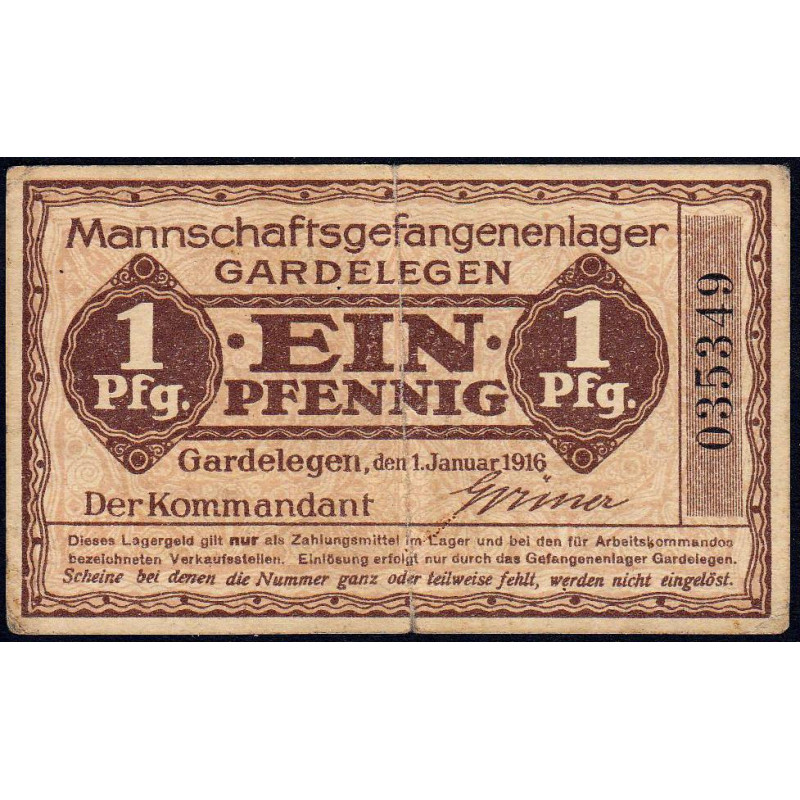 Mannschaftsgefangenenlager
GARDELEGEN
1 Pfg.
· EIN ·
PFENNIG
1 Pfg.
035349
Gardelegen, den 1. Januar 1916
Der Kommandant
Dieses Lagergeld gilt nur als Zahlungsmittel im Lager und bei den für Arbeitskommandos
bezeichneten Verkaufsstellen. Einlösung erfolgt nur durch das Gefangenenlager Gardelegen.
Scheine bei denen die Nummer ganz oder teilweise fehlt, werden nicht eingelöst.